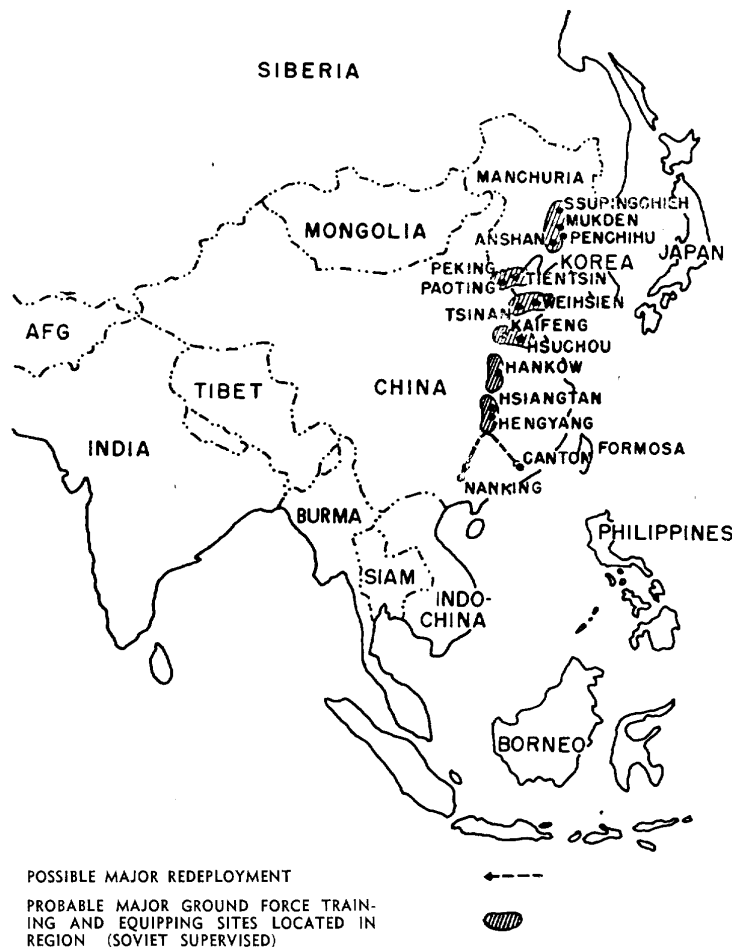 SIBERIA
MANCHURIA
SSUPINGCHIEH
MUKDEN
MONGOLIA
ANSHAN
PENCHIHU
JAPAN
KOREA
PEKING
TIENTSIN
PAOTING
WEIHSIEN
TSINAN
KAIFENG
AFG
HSUCHOU
HANKOW
TIBET
CHINA
HSIANGTAN
HENGYANG
INDIA
FORMOSA
CANTON
NANKING
BURMA
PHILIPPINES
SIAM
INDO-
CHINA
BORNEO
POSSIBLE MAJOR REDEPLOYMENT
PROBABLE MAJOR GROUND FORCE TRAIN-
ING AND EQUIPPING SITES LOCATED IN
REGION (SOVIET SUPERVISED)